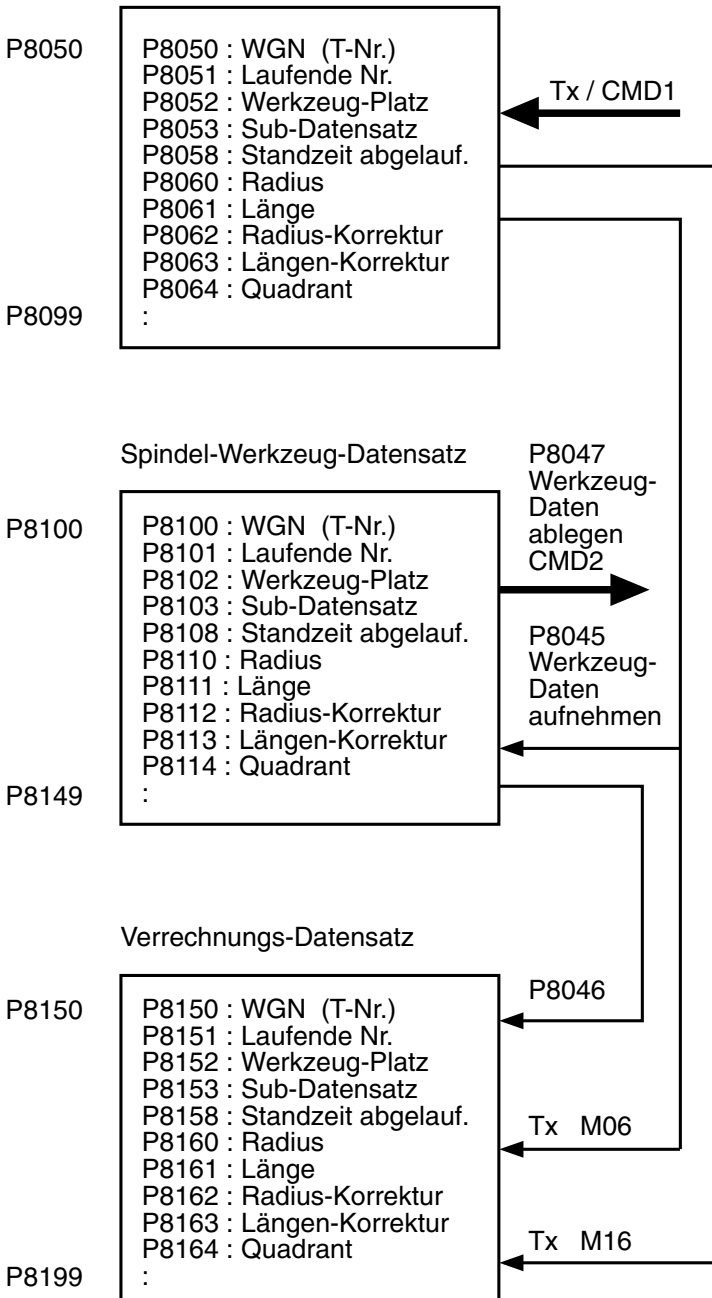 P8050
P8050 : WGN (T-Nr.)
P8051 : Laufende Nr.
P8052 : Werkzeug-Platz
P8053 : Sub-Datensatz
P8058 : Standzeit abgelauf.
P8060 : Radius
P8061 : Länge
P8062 : Radius-Korrektur
P8063 : Längen-Korrektur
P8064 : Quadrant
:
P8099
Tx / CMD1
Spindel-Werkzeug-Datensatz
P8100
P8100 : WGN (T-Nr.)
P8101 : Laufende Nr.
P8102 : Werkzeug-Platz
P8103 : Sub-Datensatz
P8108 : Standzeit abgelauf.
P8110 : Radius
P8111 : Länge
P8112 : Radius-Korrektur
P8113 : Längen-Korrektur
P8114 : Quadrant
:
P8149
P8047
Werkzeug-
Daten
ablegen
CMD2
P8045
Werkzeug-
Daten
aufnehmen
Verrechnungs-Datensatz
P8150
P8150 : WGN (T-Nr.)
P8151 : Laufende Nr.
P8152 : Werkzeug-Platz
P8153 : Sub-Datensatz
P8158 : Standzeit abgelauf.
P8160 : Radius
P8161 : Länge
P8162 : Radius-Korrektur
P8163 : Längen-Korrektur
P8164 : Quadrant
:
P8199
P8046
Tx M06
Tx M16